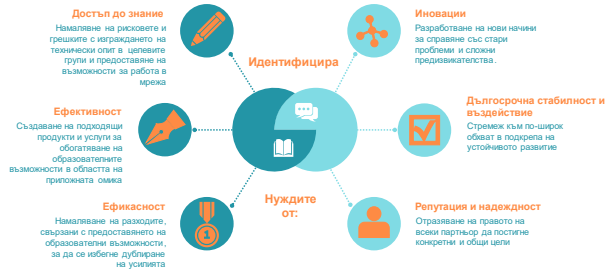 Достъп до знание
Намаляване на рисковете и
грешките с изграждането на
технически опит в целевите
групи и предоставяне на
възможности за работа в
мрежа
Ефективност
Създаване на подходящи
продукти и услуги за
обогатяване на
образователните
възможности в областта на
приложната омика
Ефикасност
Намаляване на разходите,
свързани с предоставянето на
образователни възможности,
за да се избегне дублиране
на усилията
1
Идентифицира
Нуждите
от:
Иновации
Разработване на нови начини
за справяне със стари
проблеми и сложни
предизвикателства.
Дългосрочна стабилност и
въздействие
Стремеж към по-широк
обхват в подкрепа на
устойчивото развитие
Репутация и надеждност
Отразяване на правото на
всеки партньор да постигне
конкретни и общи цели